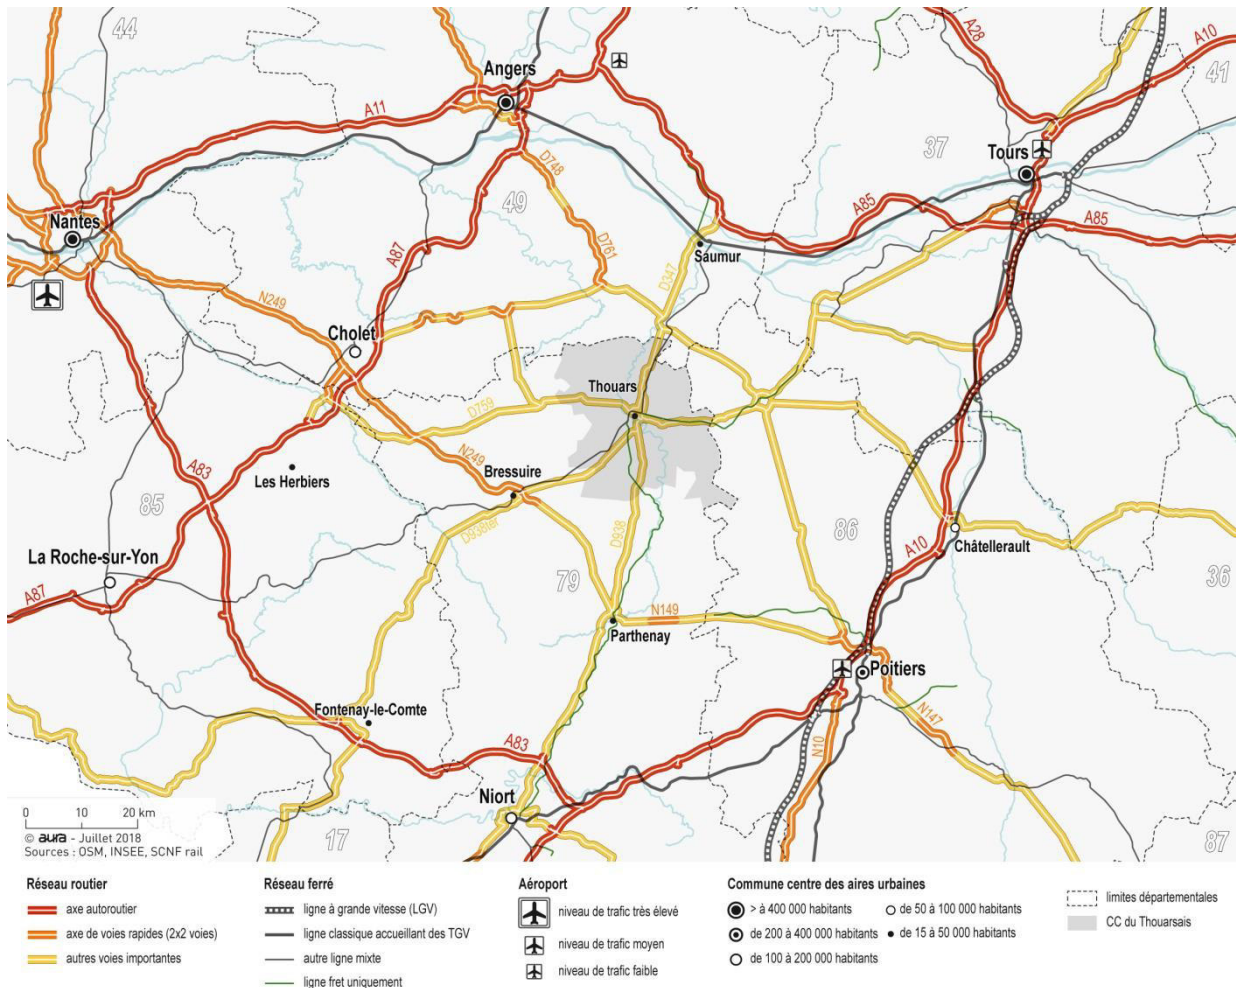 44
A28
A10
41
Angers
A11
37
Tours
D748
49
A85
A85
Nantes
A87
D761
Saumur
D347
N249
Cholet
Thouars
D759
N249
Bressuire
A83
Les Herbiers
85
D938ter
D938
86
Châtellerault
A10
La Roche-sur-Yon
79
36
A87
N149
Parthenay
Poitiers
Fontenay-le-Comte
N147
A83
N10
Niort
17
87
0 10 20 km
© aura - Juillet 2018
Sources : OSM, INSEE, SCNF rail
Réseau routier
axe autoroutier
axe de voies rapides (2x2 voies)
autres voies importantes
Réseau ferré
ligne à grande vitesse (LGV)
ligne classique accueillant des TGV
autre ligne mixte
ligne fret uniquement
Aéroport
niveau de trafic très élevé
niveau de trafic moyen
niveau de trafic faible
Commune centre des aires urbaines
> à 400 000 habitants
de 200 à 400 000 habitants
de 100 à 200 000 habitants
de 50 à 100 000 habitants
de 15 à 50 000 habitants
limites départementales
CC du Thouarsais